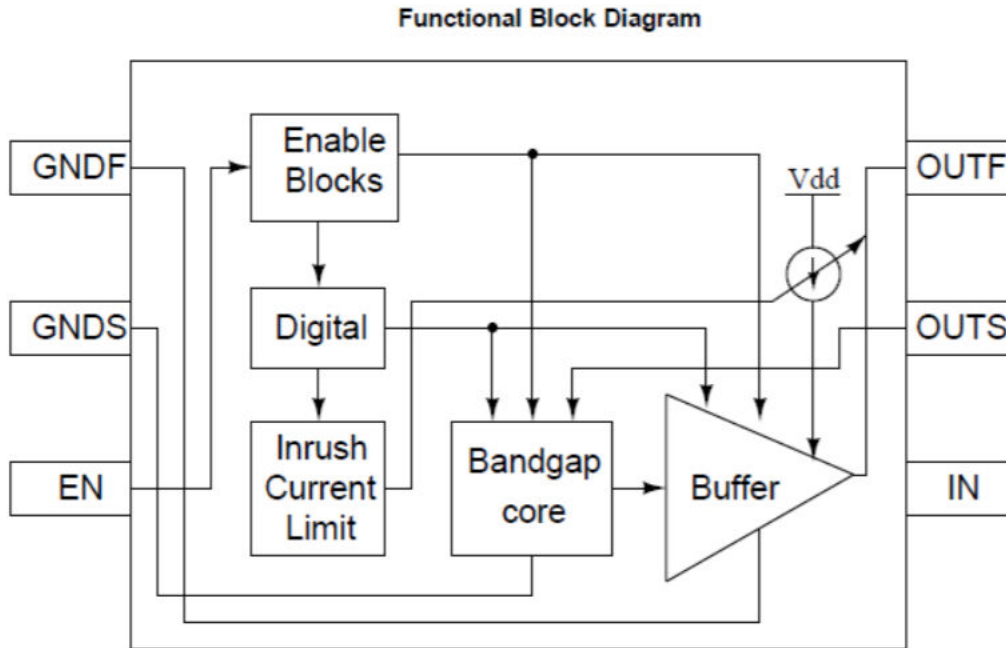 Functional Block Diagram
GNDF
Enable
Blocks
Vdd
OUTF
GNDS
Digital
OUTS
EN
Inrush
Current
Limit
Bandgap
core
Buffer
IN